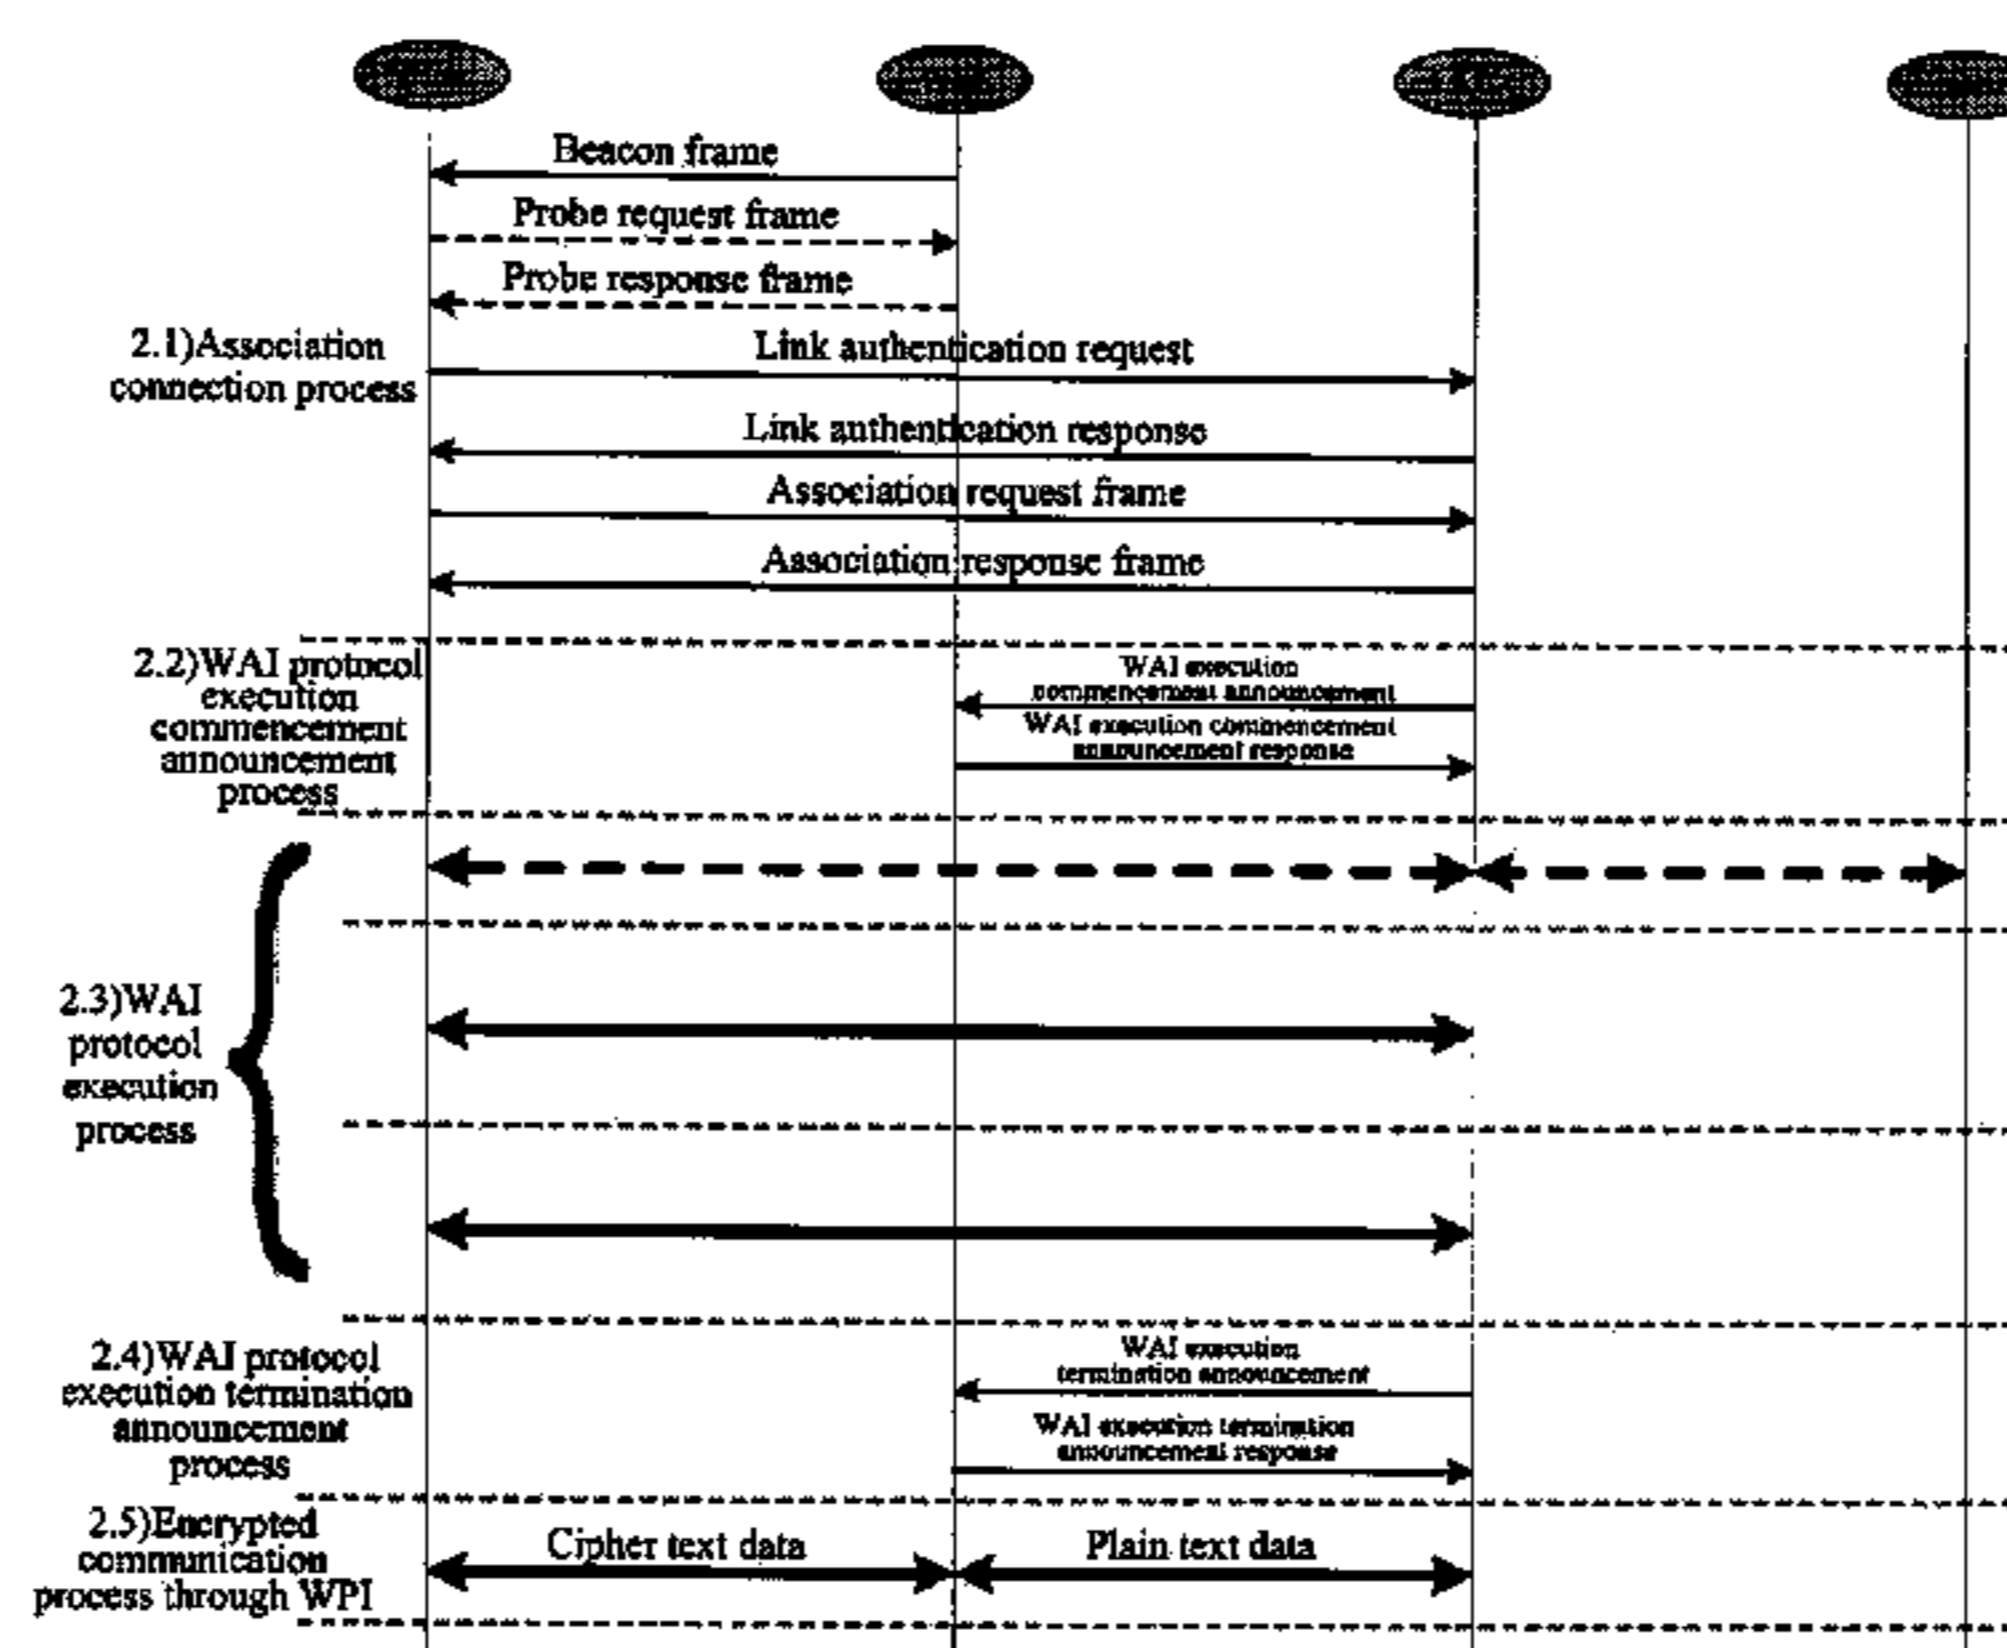 Beacon frame
Probe request frame
Probe response frame
2.1)Association
connection process
Link authentication request
Link authentication response
Association request frame
Association response frame
2.2)WAI protocol
execution
commencement
announcement
process
WAI execution
commencement announcement
WAI execution commencement
announcement response
2.3)WAI
protocol
execution
process
2.4)WAI protocol
execution termination
announcement
process
WAI execution
termination announcement
WAI execution termination
announcement response
2.5)Encrypted
communication
process through WPI
Cipher text data
Plain text data